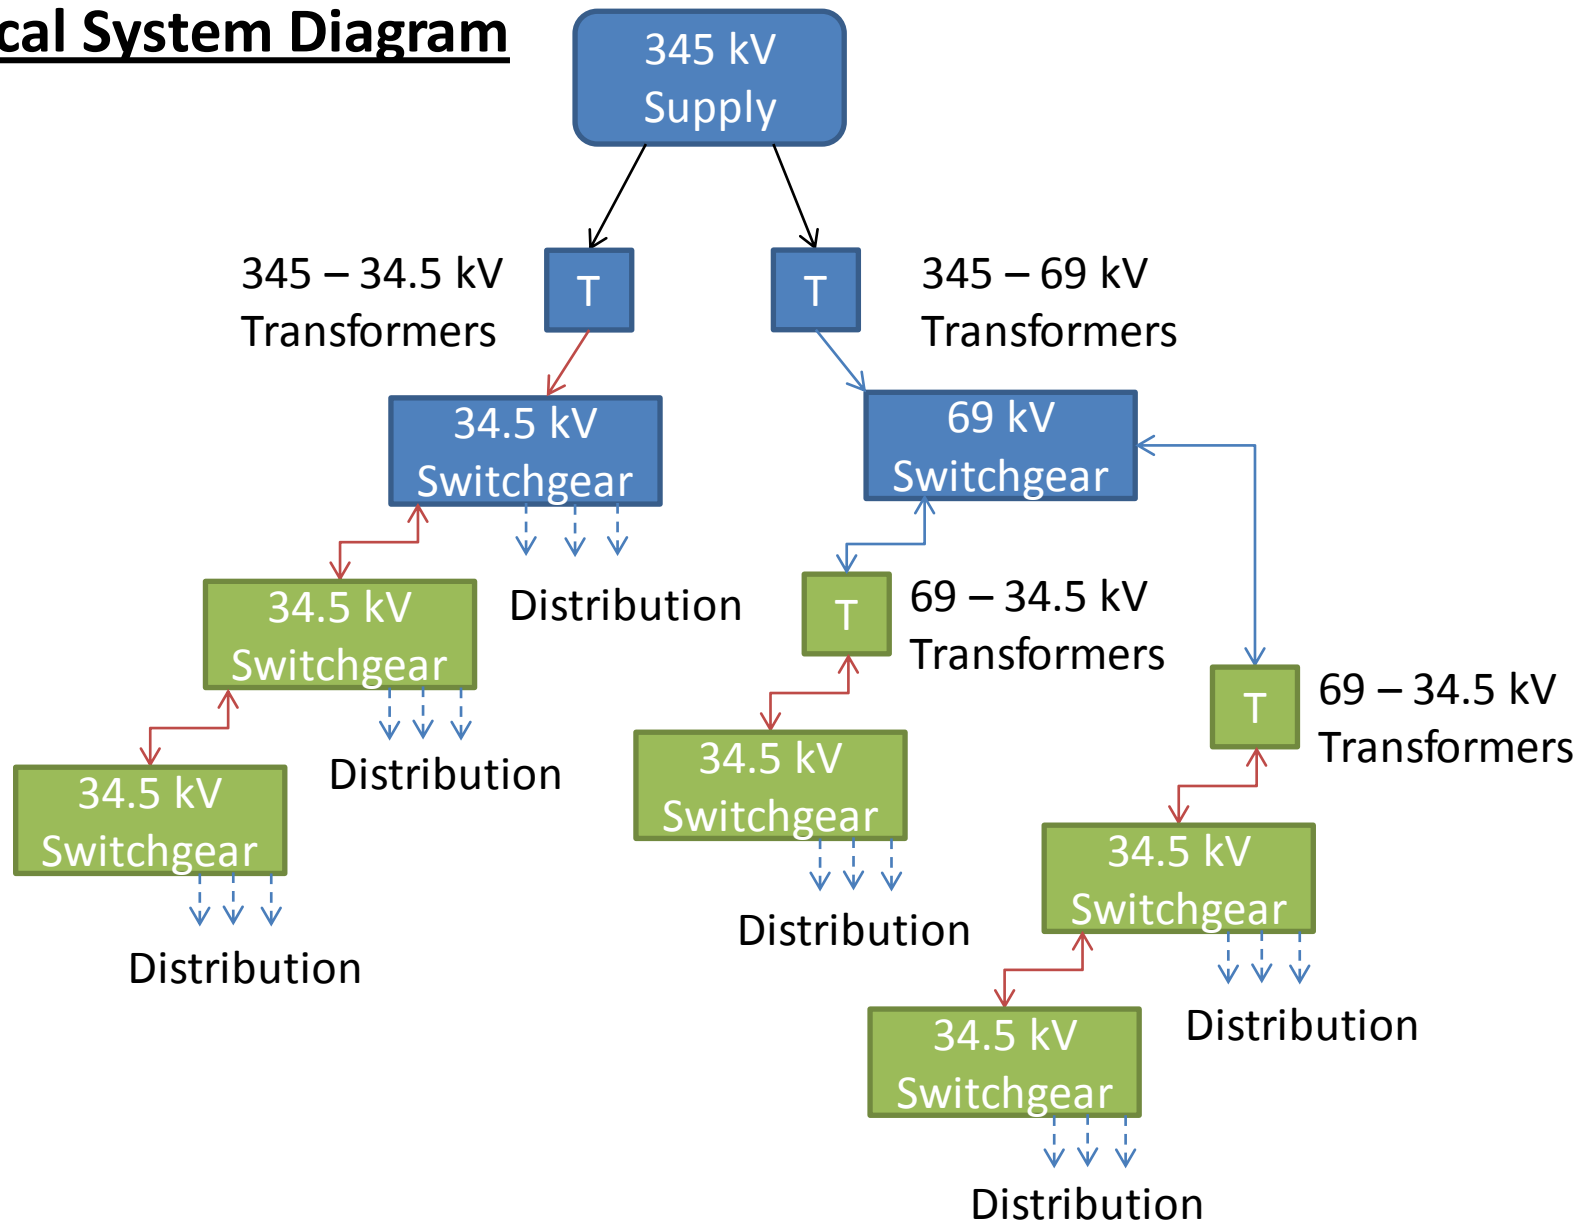 cal System Diagram
345 kV
Supply
345 – 34.5 kV
Transformers
T
T
345 – 69 kV
Transformers
34.5 kV
Switchgear
69 kV
Switchgear
34.5 kV
Switchgear
Distribution
T
69 – 34.5 kV
Transformers
T
69 – 34.5 kV
Transformers
34.5 kV
Switchgear
Distribution
34.5 kV
Switchgear
34.5 kV
Switchgear
Distribution
Distribution
34.5 kV
Switchgear
Distribution
Distribution